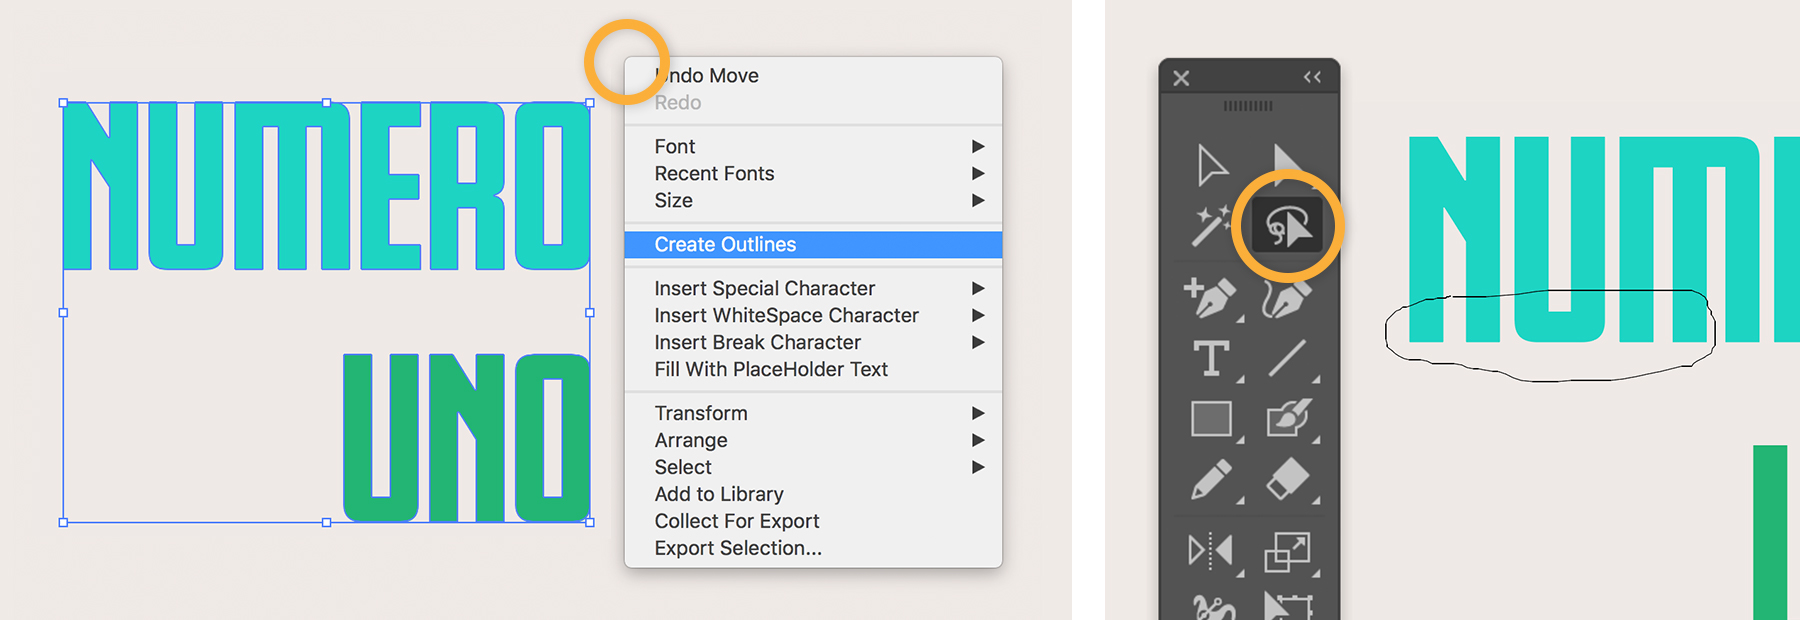 NUMERO
UNO
Undo Move
Redo
Font
Recent Fonts
Size
Create Outlines
Insert Special Character
Insert WhiteSpace Character
Insert Break Character
Fill With PlaceHolder Text
Transform
Arrange
Select
Add to Library
Collect For Export
Export Selection...
T
NUM